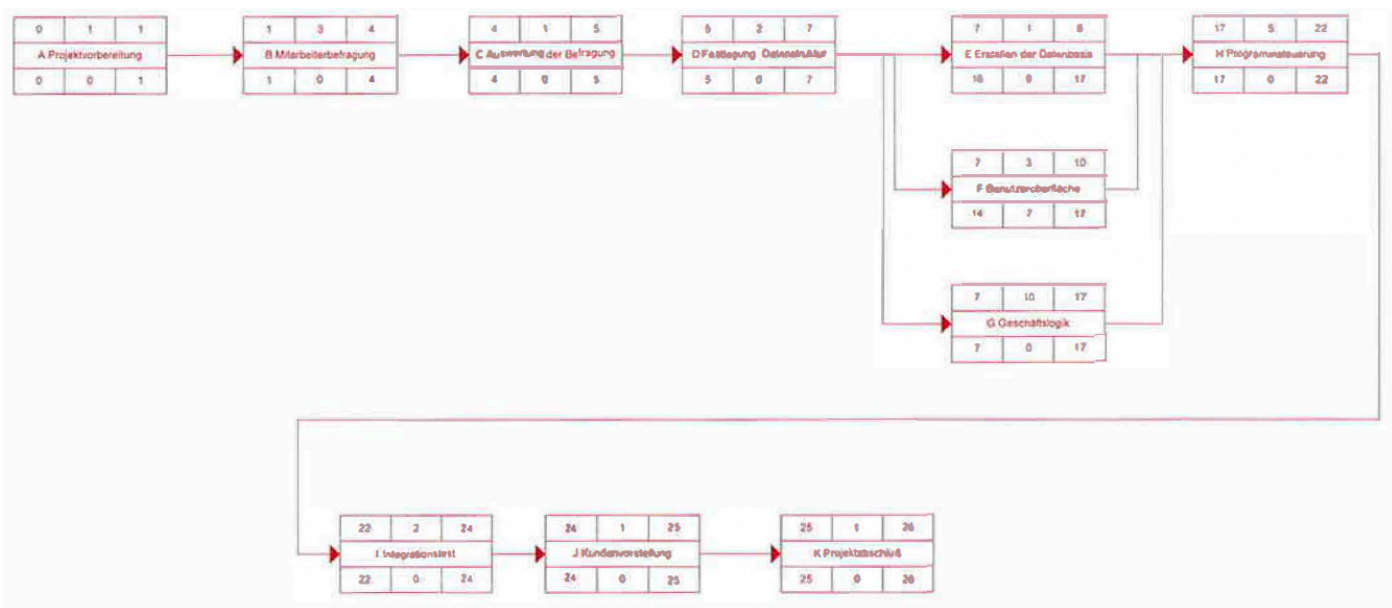 0 1 1
A Projektvorbereitung
0 0 1
1 3 4
B Mitarbeiterbefragung
1 0 4
4 1 5
C Auswertung der Befragung
4 0 5
5 2 7
D Festlegung Datenstruktur
5 0 7
7 1 8
E Erstellen der Datenbasis
16 9 17
17 5 22
H Programmsteuerung
17 0 22
7 3 10
F Benutzeroberfläche
14 7 17
7 10 17
G Geschäftslogik
7 0 17
22 2 24
I Integrationstest
22 0 24
24 1 25
J Kundenvorstellung
24 0 25
25 1 26
K Projektabschluß
25 0 26